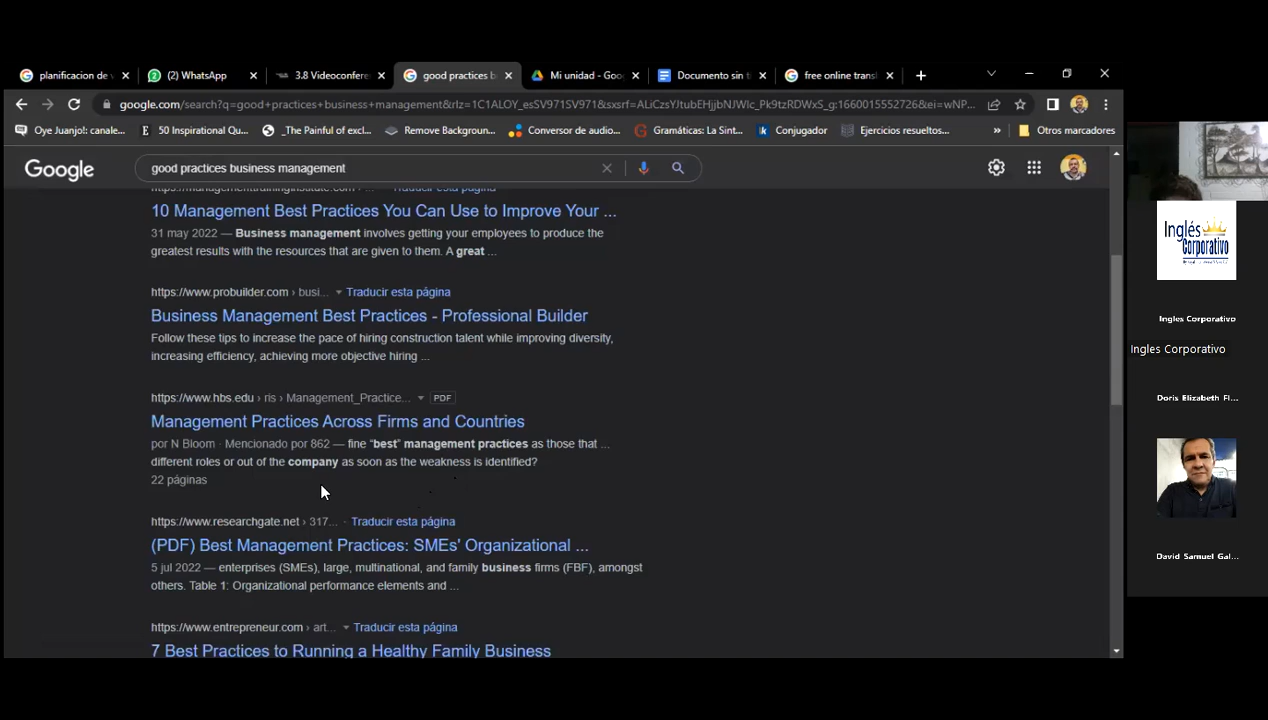 planificacion de v
(2) WhatsApp
3.8 Videoconfere
good practices b
Mi unidad - Goo
Documento sin t
free online trans
google.com/search?q=good+practices+business+management&rlz=1C1ALOY_esSV971SV971&sxsrf=ALiCzsYJtubEHjjbNJWIc_Pk9tzRDWxS_g:1660015552726&ei=wNP...
Oye Juanjo!: canale...
50 Inspirational Qu...
_The Painful of excl...
Remove Backgroun...
Conversor de audio...
Gramáticas: La Sint...
Conjugador
Ejercicios resueltos...
»
Otros marcadores
Google
good practices business management
https://managementtraininginstitute.com › ... Traducir esta página
10 Management Best Practices You Can Use to Improve Your ...
31 may 2022 — Business management involves getting your employees to produce the
greatest results with the resources that are given to them. A great ...
https://www.probuilder.com › busi... Traducir esta página
Business Management Best Practices - Professional Builder
Follow these tips to increase the pace of hiring construction talent while improving diversity,
increasing efficiency, achieving more objective hiring ...
https://www.hbs.edu › ris › Management_Practice... PDF
Management Practices Across Firms and Countries
por N Bloom · Mencionado por 862 — fine “best” management practices as those that ...
different roles or out of the company as soon as the weakness is identified?
22 páginas
https://www.researchgate.net › 317... · Traducir esta página
(PDF) Best Management Practices: SMEs' Organizational ...
5 jul 2022 — enterprises (SMEs), large, multinational, and family business firms (FBF), amongst
others. Table 1: Organizational performance elements and ...
https://www.entrepreneur.com › art... Traducir esta página
7 Best Practices to Running a Healthy Family Business
Inglés
Corporativo
Ingles Corporativo
Ingles Corporativo
Doris Elizabeth Fl...
David Samuel Gal...